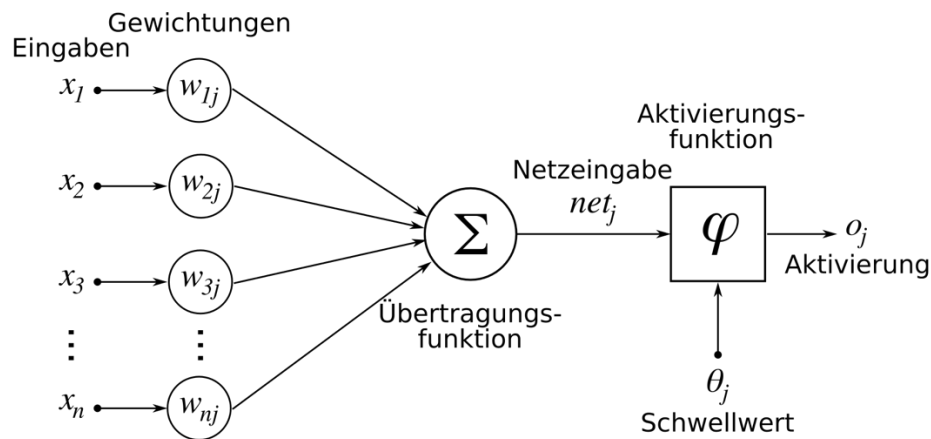 Gewichtungen
Eingaben
x₁
w₁ⱼ
x₂
w₂ⱼ
x₃
w₃ⱼ
⋮
⋮
xₙ
wₙⱼ
Σ
Übertragungs-
funktion
Netzeingabe
netⱼ
Aktivierungs-
funktion
φ
oⱼ
Aktivierung
θⱼ
Schwellwert